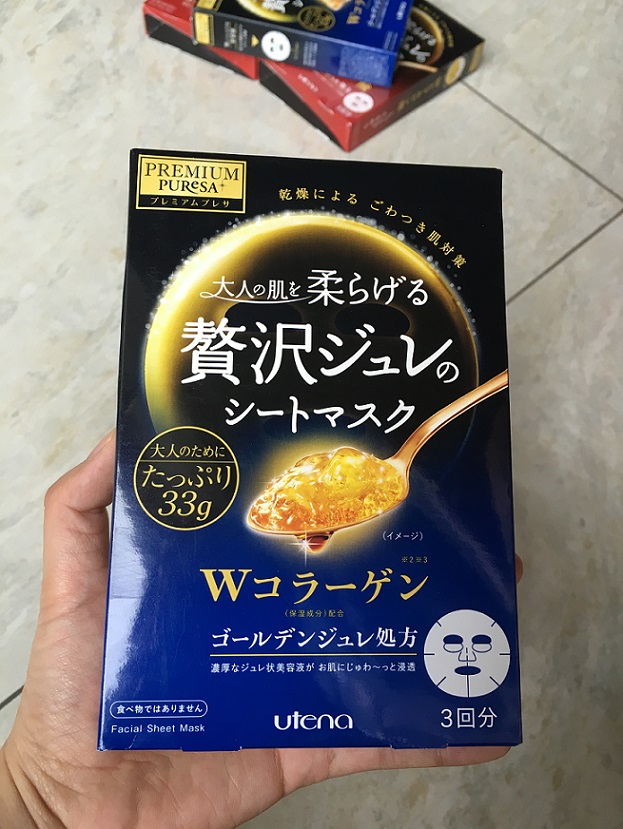 PREMIUM
PURESA
プレミアムプレサ
乾燥による ごわつき肌対策
大人の肌を柔らげる
贅沢ジュレの
シートマスク
大人のために
たっぷり
33g
(イメージ)
※2※3
Wコラーゲン
(保湿成分)配合
ゴールデンジュレ処方
濃厚なジュレ状美容液が お肌にじゅわ〜っと浸透
食べ物ではありません
Facial Sheet Mask
utena
3回分
utena